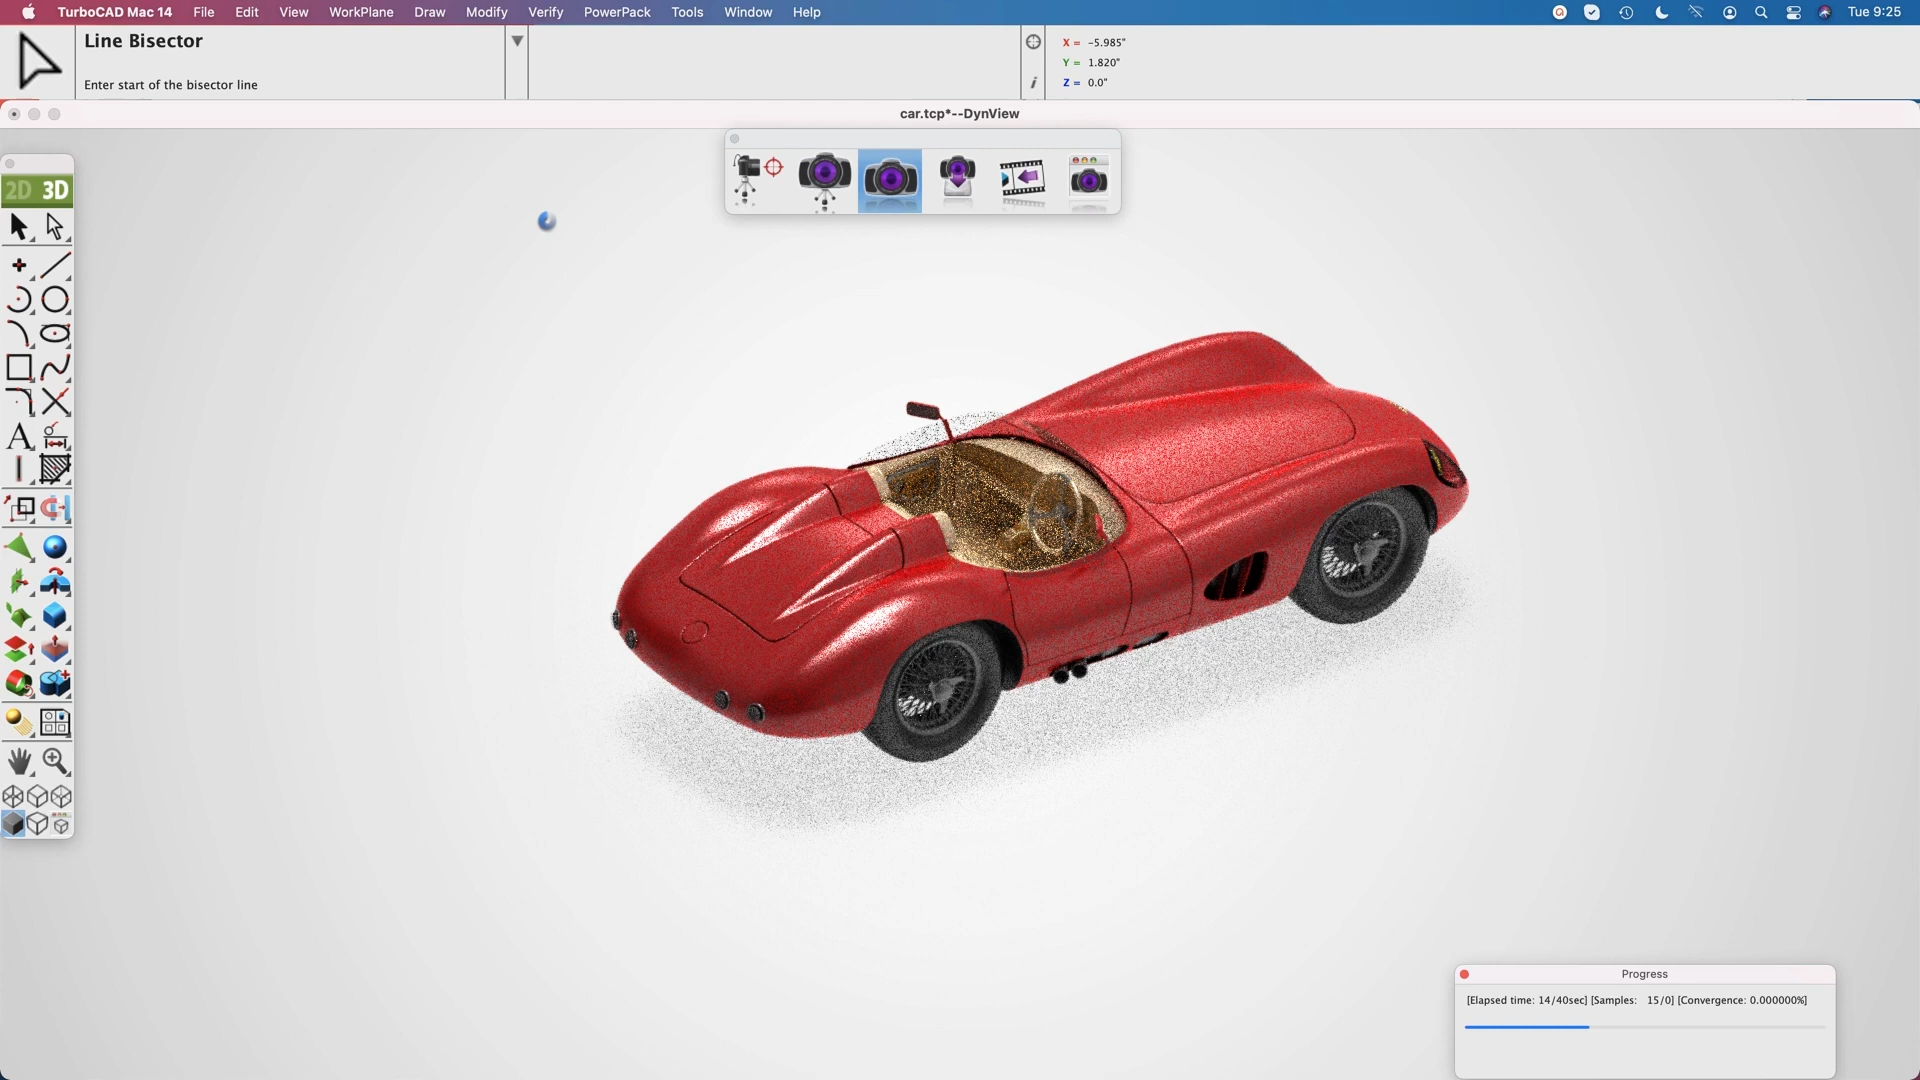 TurboCAD Mac 14 File Edit View WorkPlane Draw Modify Verify PowerPack Tools Window Help Tue 9:25
Line Bisector
Enter start of the bisector line
X = -5.985"
Y = 1.820"
Z = 0.0"
car.tcp*--DynView
2D 3D
A
Progress
[Elapsed time: 14/40sec] [Samples: 15/0] [Convergence: 0.000000%]